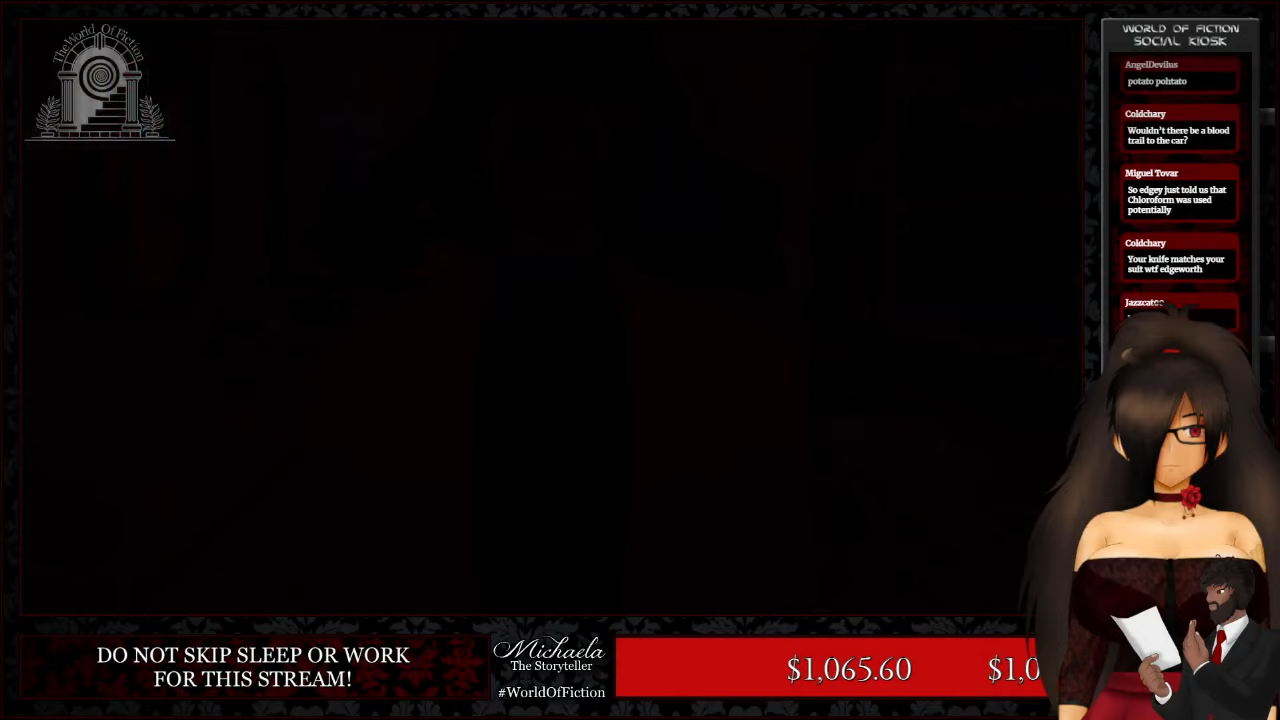 The World Of Fiction
WORLD OF FICTION
SOCIAL KIOSK
AngelDevilus
potato pohtato
Coldchary
Wouldn't there be a blood
trail to the car?
Miguel Tovar
So edgey just told us that
Chloroform was used
potentially
Coldchary
Your knife matches your
suit wtf edgeworth
DO NOT SKIP SLEEP OR WORK
FOR THIS STREAM!
Michaela
The Storyteller
#WorldOfFiction
$1,065.60
$1,0